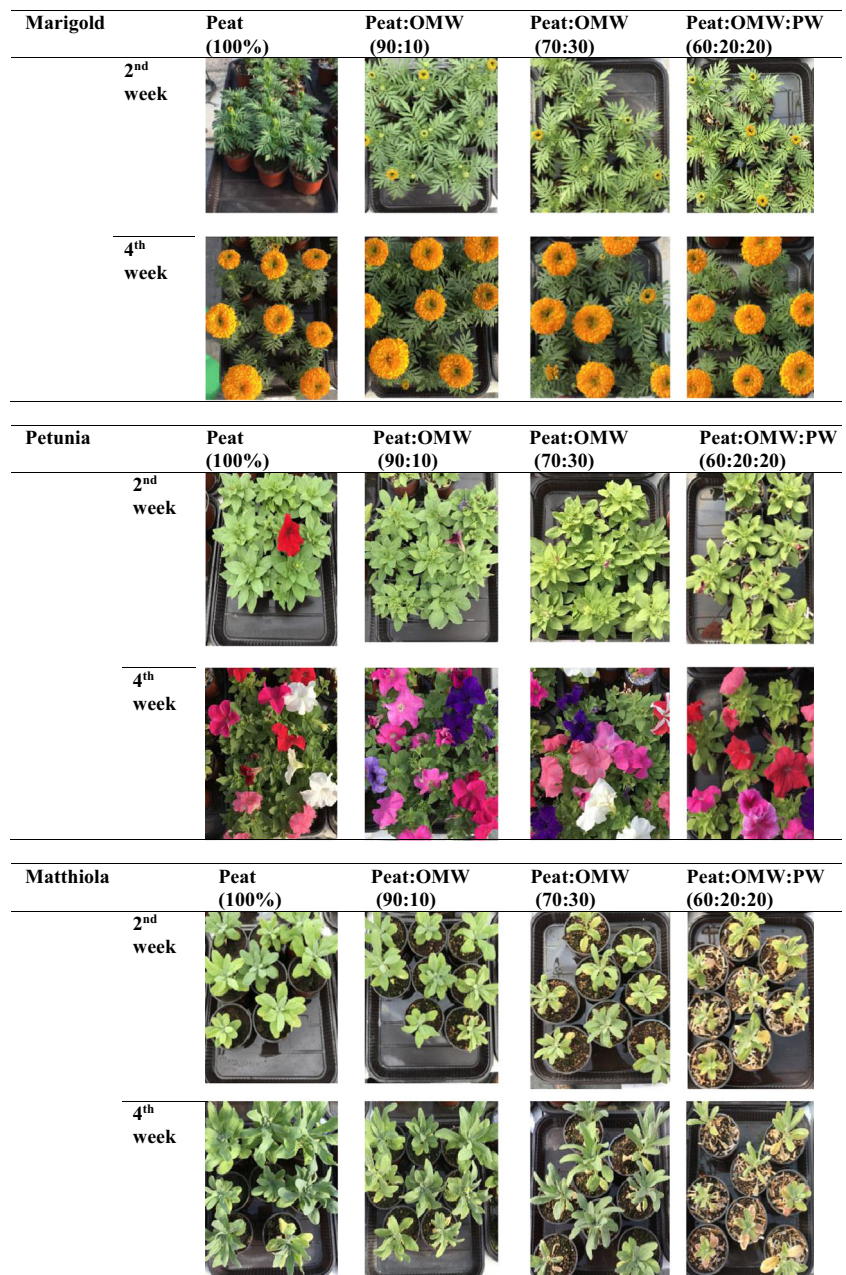 Marigold Peat Peat:OMW Peat:OMW Peat:OMW:PW
(100%) (90:10) (70:30) (60:20:20)
2nd
week
4th
week
Petunia Peat Peat:OMW Peat:OMW Peat:OMW:PW
(100%) (90:10) (70:30) (60:20:20)
2nd
week
4th
week
Matthiola Peat Peat:OMW Peat:OMW Peat:OMW:PW
(100%) (90:10) (70:30) (60:20:20)
2nd
week
4th
week